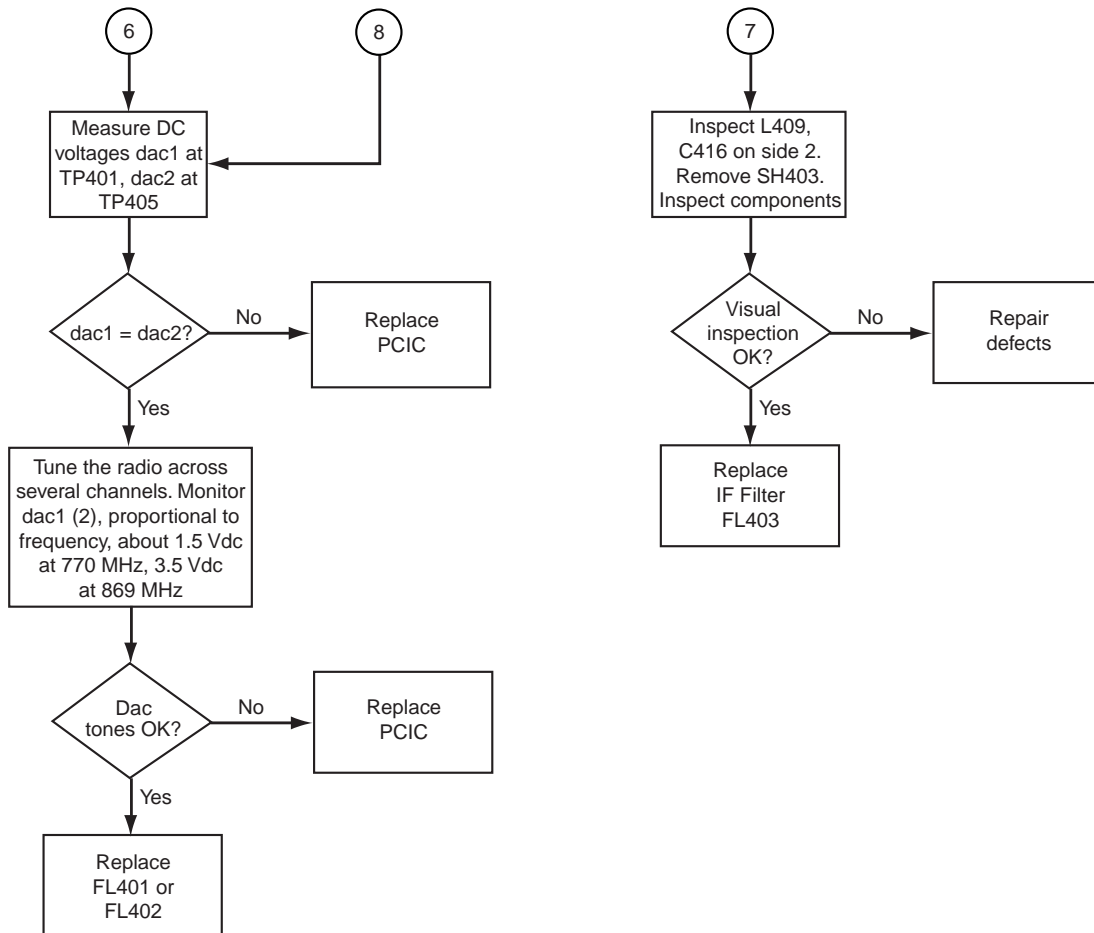 6
8
Measure DC
voltages dac1 at
TP401, dac2 at
TP405
dac1 = dac2?
No
Replace
PCIC
Yes
Tune the radio across
several channels. Monitor
dac1 (2), proportional to
frequency, about 1.5 Vdc
at 770 MHz, 3.5 Vdc
at 869 MHz
Dac
tones OK?
No
Replace
PCIC
Yes
Replace
FL401 or
FL402
7
Inspect L409,
C416 on side 2.
Remove SH403.
Inspect components
Visual
inspection
OK?
No
Repair
defects
Yes
Replace
IF Filter
FL403